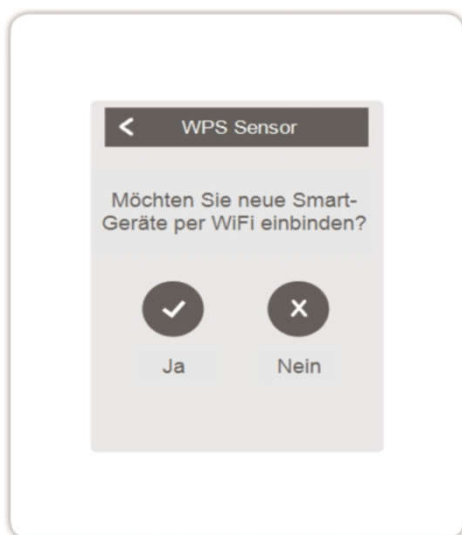 WPS Sensor
Möchten Sie neue Smart-
Geräte per WiFi einbinden?
Ja
Nein